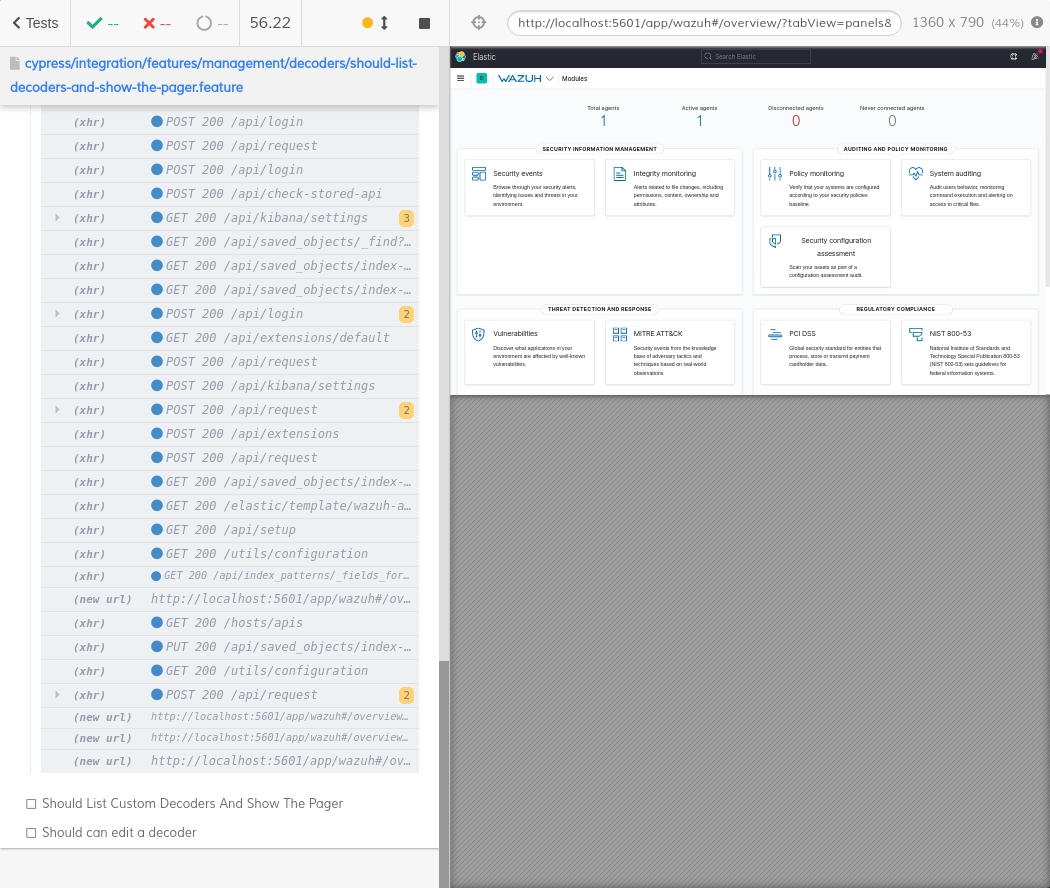 Tests
--
--
--
56.22
http://localhost:5601/app/wazuh#/overview/?tabView=panels&
1360 x 790 (44%)
cypress/integration/features/management/decoders/should-list-
decoders-and-show-the-pager.feature
(xhr) POST 200 /api/login
(xhr) POST 200 /api/request
(xhr) POST 200 /api/login
(xhr) POST 200 /api/check-stored-api
(xhr) GET 200 /api/kibana/settings 3
(xhr) GET 200 /api/saved_objects/_find?…
(xhr) GET 200 /api/saved_objects/index-…
(xhr) GET 200 /api/saved_objects/index-…
(xhr) POST 200 /api/login 2
(xhr) GET 200 /api/extensions/default
(xhr) POST 200 /api/request
(xhr) POST 200 /api/kibana/settings
(xhr) POST 200 /api/request 2
(xhr) POST 200 /api/extensions
(xhr) POST 200 /api/request
(xhr) GET 200 /api/saved_objects/index-…
(xhr) GET 200 /elastic/template/wazuh-a…
(xhr) GET 200 /api/setup
(xhr) GET 200 /utils/configuration
(xhr) GET 200 /api/index_patterns/_fields_for…
(new url) http://localhost:5601/app/wazuh#/ov…
(xhr) GET 200 /hosts/apis
(xhr) PUT 200 /api/saved_objects/index-…
(xhr) GET 200 /utils/configuration
(xhr) POST 200 /api/request 2
(new url) http://localhost:5601/app/wazuh#/overview…
(new url) http://localhost:5601/app/wazuh#/overview…
(new url) http://localhost:5601/app/wazuh#/ov…
Should List Custom Decoders And Show The Pager
Should can edit a decoder
Elastic
Search Elastic
D
WAZUH
Modules
Total agents
1
Active agents
1
Disconnected agents
0
Never connected agents
0
SECURITY INFORMATION MANAGEMENT
Security events
Browse through your security alerts,
identifying issues and threats in your
environment.
Integrity monitoring
Alerts related to file changes, including
permissions, content, ownership and
attributes.
AUDITING AND POLICY MONITORING
Policy monitoring
Verify that your systems are configured
according to your security policies
baseline.
System auditing
Audit users behavior, monitoring
command execution and alerting on
access to critical files.
Security configuration
assessment
Scan your assets as part of a
configuration assessment audit.
THREAT DETECTION AND RESPONSE
Vulnerabilities
Discover what applications in your
environment are affected by well-known
vulnerabilities.
MITRE ATT&CK
Security events from the knowledge
base of adversary tactics and
techniques based on real-world
observations
REGULATORY COMPLIANCE
PCI DSS
Global security standard for entities that
process, store or transmit payment
cardholder data.
NIST 800-53
National Institute of Standards and
Technology Special Publication 800-53
(NIST 800-53) sets guidelines for
federal information systems.